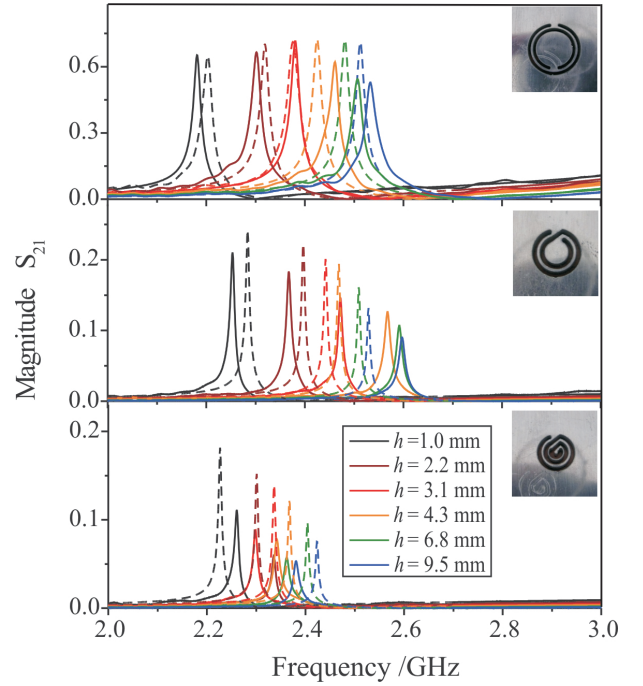 0.6
0.3
0.0
0.2
0.1
0.0
0.2
0.1
0.0
Magnitude S21
h =1.0 mm
h =2.2 mm
h =3.1 mm
h =4.3 mm
h =6.8 mm
h =9.5 mm
2.0 2.2 2.4 2.6 2.8 3.0
Frequency /GHz